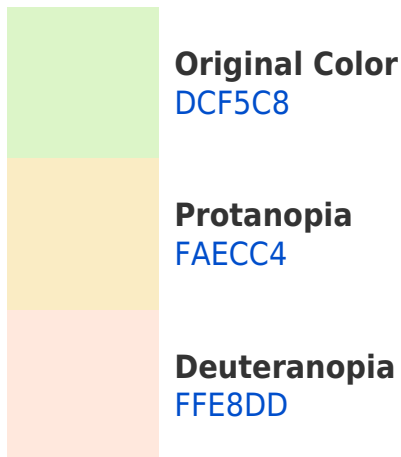 Original Color
DCF5C8
Protanopia
FAECC4
Deuteranopia
FFE8DD